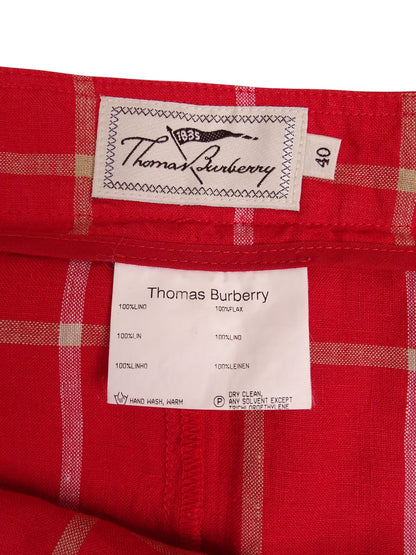 1835
Thomas Burberry
40
Thomas Burberry
100%LINO 100%FLAX
100%LIN 100%LINO
100%LINHO 100%LEINEN
HAND WASH, WARM
P DRY CLEAN,
ANY SOLVENT EXCEPT
TRICHLOROETHYLENE